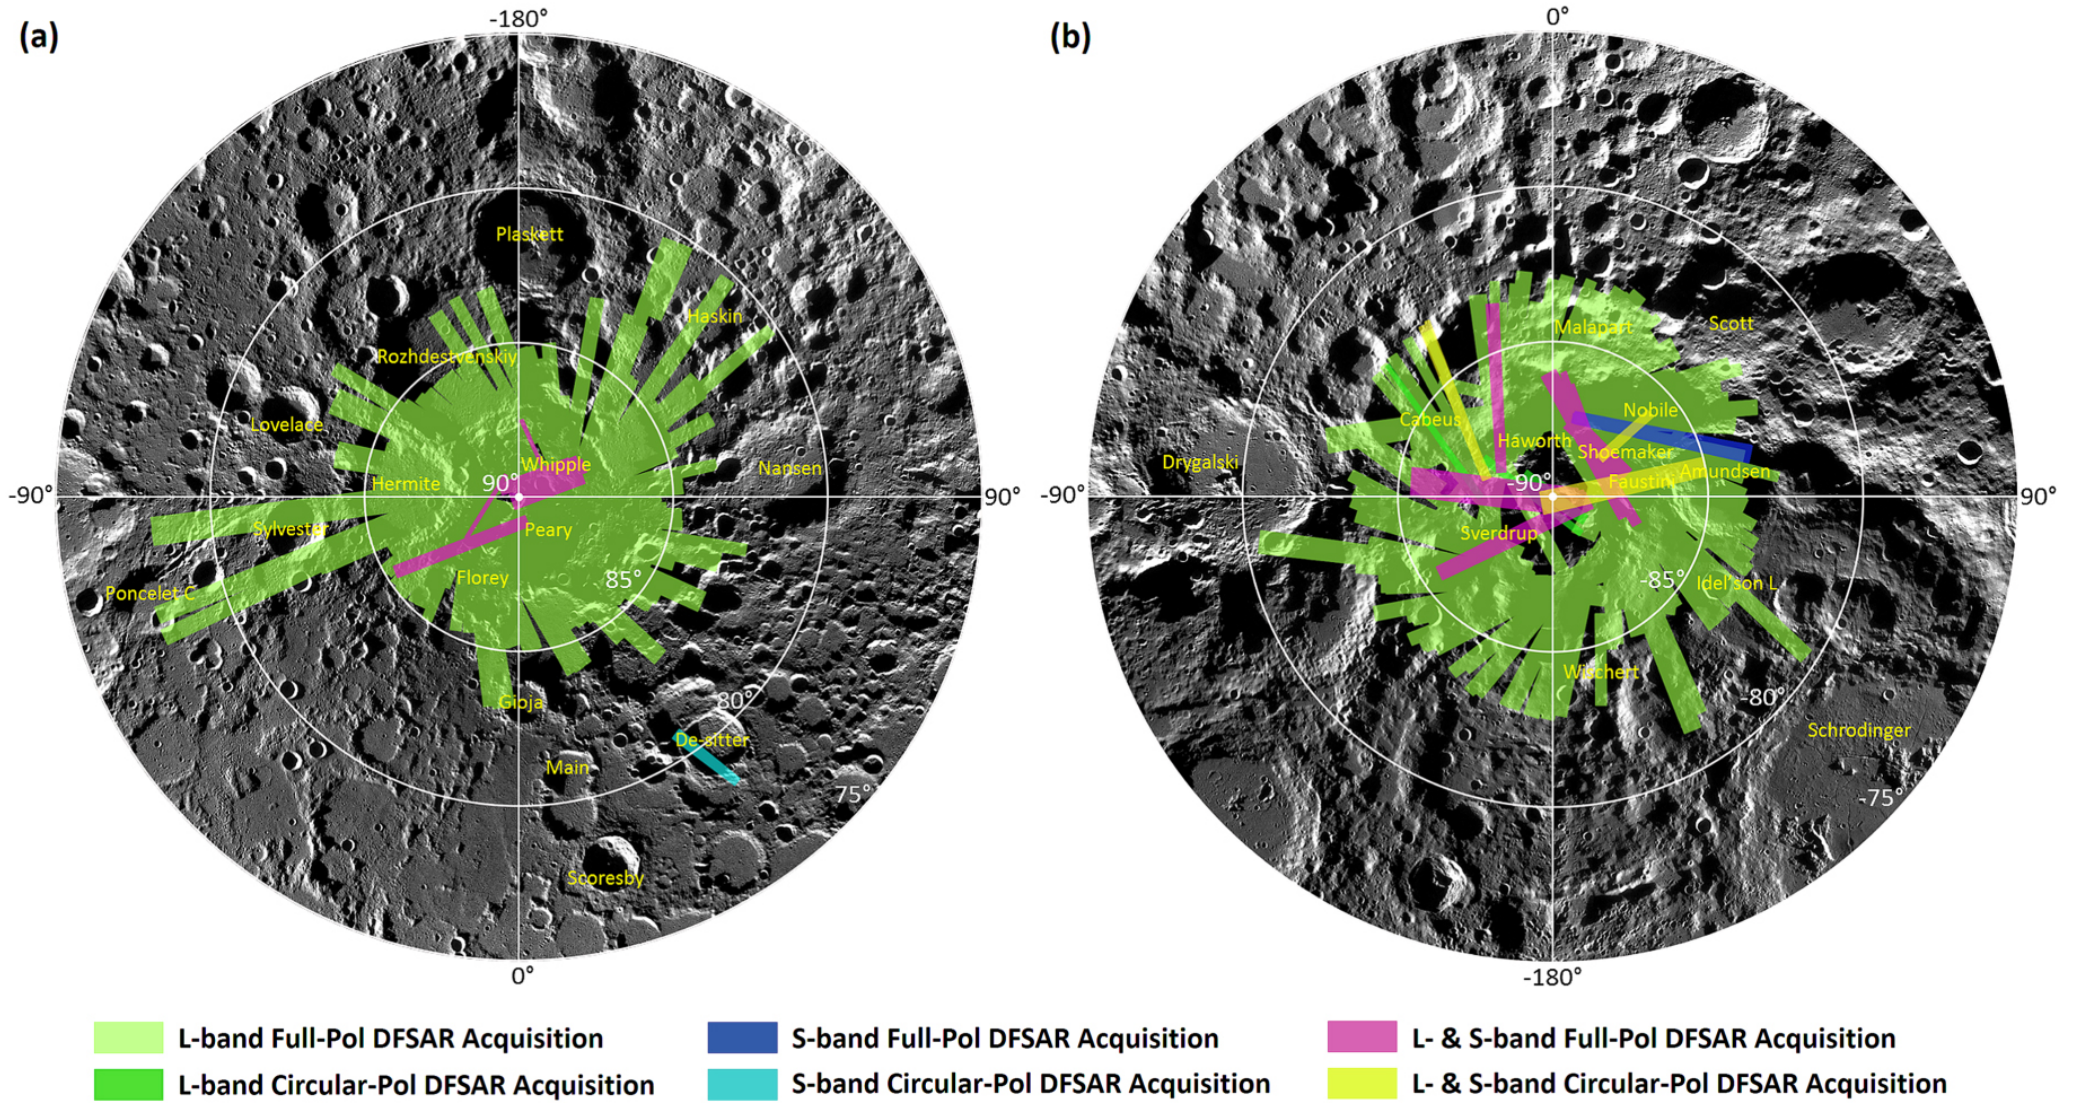 (a)
-180°
Plaskett
Haskin
Rozhdestvenskiy
Lovelace
Whipple
Nansen
Hermite
90°
-90°
90°
Sylvester
Peary
Florey
85°
Poncelet C
Gioja
80°
De-sitter
Main
75°
Scoresby
0°
(b)
0°
Malapart
Scott
Cabeus
Nobile
Haworth
Shoemaker
Drygalski
Amundsen
Faustini
-90°
-90°
90°
Sverdrup
-85°
Idel'son L
Wischert
-80°
Schrodinger
-75°
-180°
L-band Full-Pol DFSAR Acquisition
S-band Full-Pol DFSAR Acquisition
L- & S-band Full-Pol DFSAR Acquisition
L-band Circular-Pol DFSAR Acquisition
S-band Circular-Pol DFSAR Acquisition
L- & S-band Circular-Pol DFSAR Acquisition